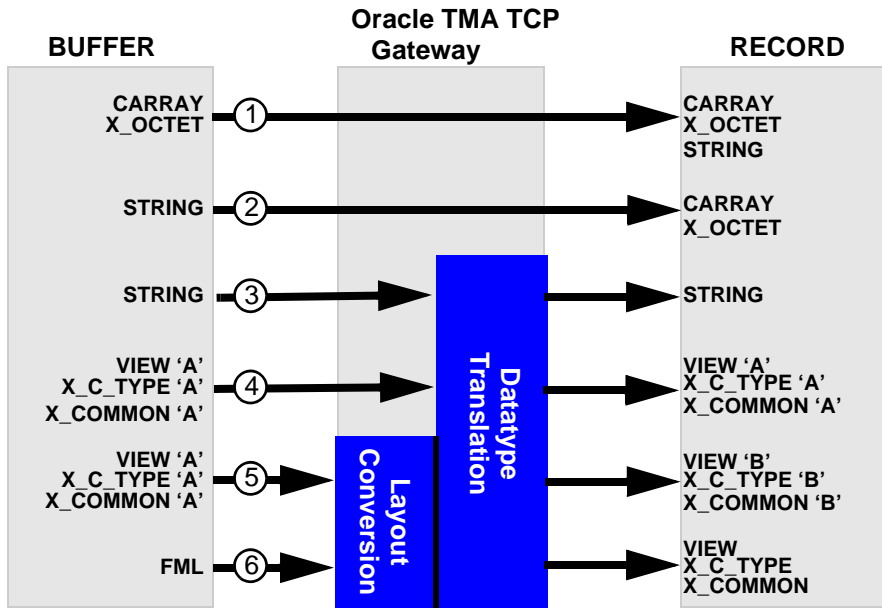 Oracle TMA TCP
Gateway
BUFFER
RECORD
CARRAY
X_OCTET
1
CARRAY
X_OCTET
STRING
STRING
2
CARRAY
X_OCTET
STRING
3
STRING
VIEW ‘A’
X_C_TYPE ‘A’
X_COMMON ‘A’
4
VIEW ‘A’
X_C_TYPE ‘A’
X_COMMON ‘A’
VIEW ‘A’
X_C_TYPE ‘A’
X_COMMON ‘A’
5
VIEW ‘B’
X_C_TYPE ‘B’
X_COMMON ‘B’
FML
6
VIEW
X_C_TYPE
X_COMMON
Datatype
Translation
Layout
Conversion